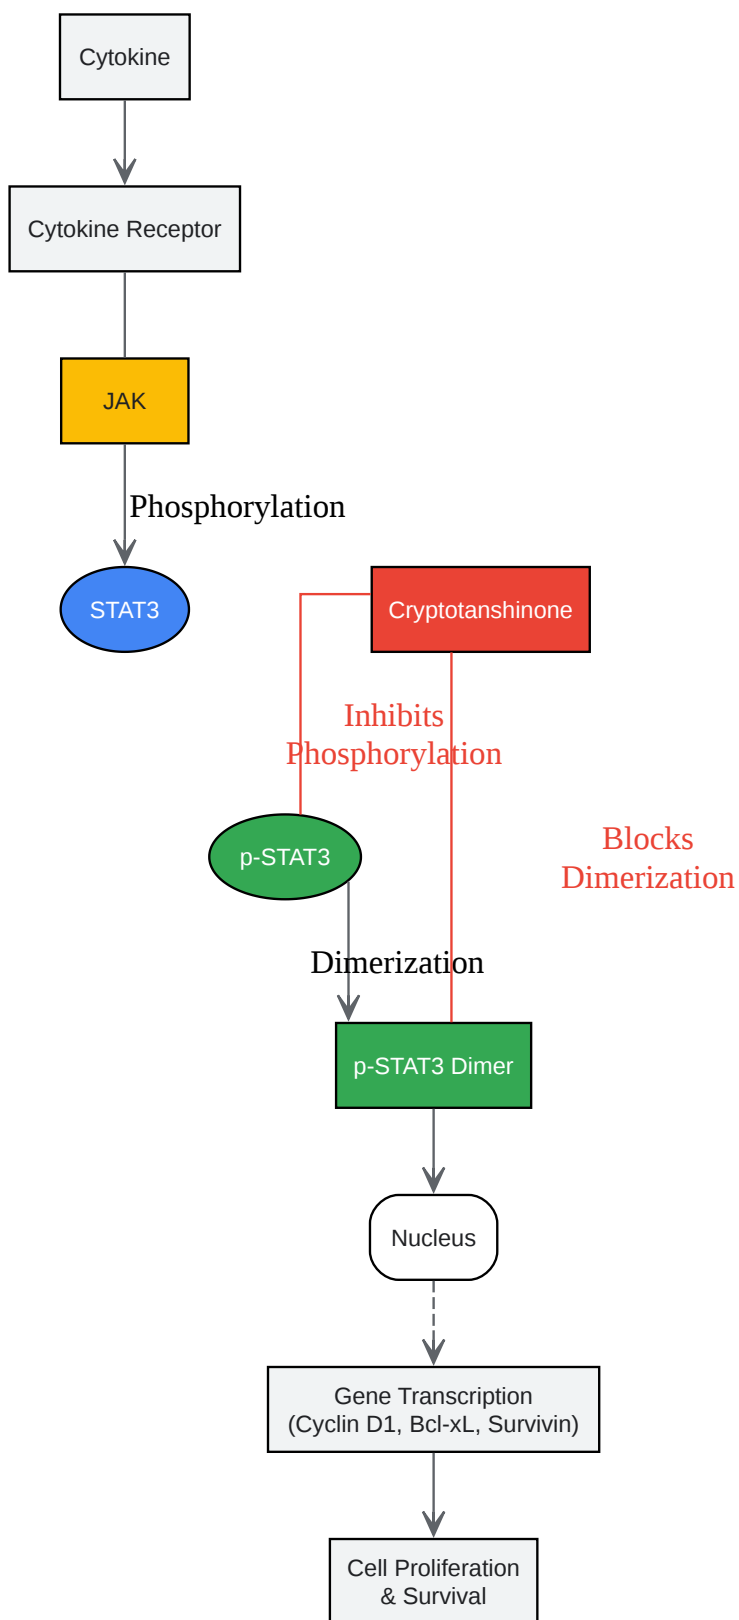 Cytokine
Cytokine Receptor
JAK
Phosphorylation
STAT3
Cryptotanshinone
Inhibits
Phosphorylation
p-STAT3
Blocks
Dimerization
Dimerization
p-STAT3 Dimer
Nucleus
Gene Transcription
(Cyclin D1, Bcl-xL, Survivin)
Cell Proliferation
& Survival